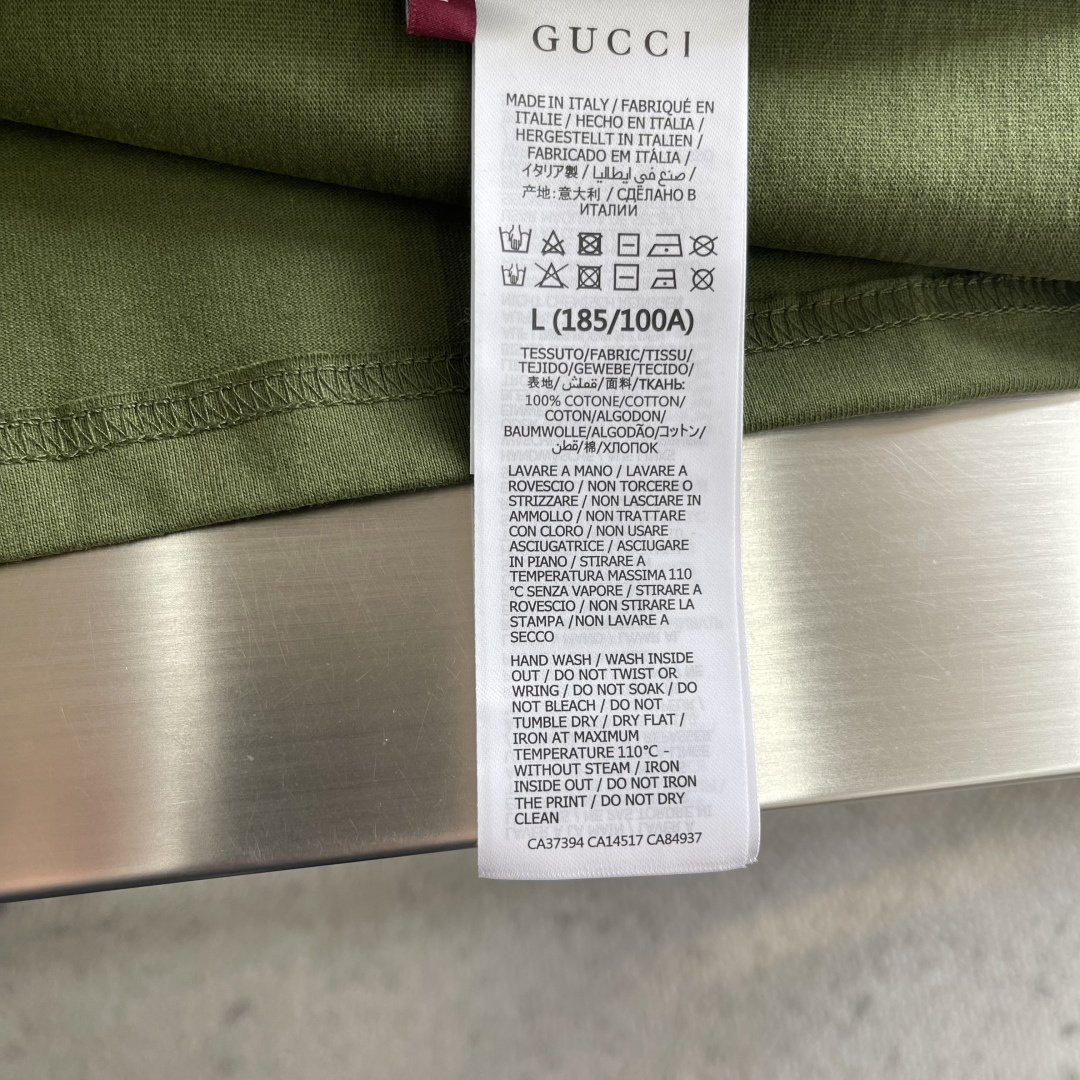 GUCCI
MADE IN ITALY / FABRIQUÉ EN
ITALIE / HECHO EN ITALIA /
HERGESTELLT IN ITALIEN /
FABRICADO EM ITÁLIA /
イタリア製 / صنع في ايطاليا /
产地：意大利 / СДЕЛАНО В
ИТАЛИИ
L (185/100A)
TESSUTO/FABRIC/TISSU/
TEJIDO/GEWEBE/TECIDO/
表地/قملش/面料/ТКАНЬ:
100% COTONE/COTTON/
COTON/ALGODON/
BAUMWOLLE/ALGODÃO/コットン/
قطن/棉/ХЛОПОК
LAVARE A MANO / LAVARE A
ROVESCIO / NON TORCERE O
STRIZZARE / NON LASCIARE IN
AMMOLLO / NON TRATTARE
CON CLORO / NON USARE
ASCIUGATRICE / ASCIUGARE
IN PIANO / STIRARE A
TEMPERATURA MASSIMA 110
°C SENZA VAPORE / STIRARE A
ROVESCIO / NON STIRARE LA
STAMPA /NON LAVARE A
SECCO
HAND WASH / WASH INSIDE
OUT / DO NOT TWIST OR
WRING / DO NOT SOAK / DO
NOT BLEACH / DO NOT
TUMBLE DRY / DRY FLAT /
IRON AT MAXIMUM
TEMPERATURE 110°C -
WITHOUT STEAM / IRON
INSIDE OUT / DO NOT IRON
THE PRINT / DO NOT DRY
CLEAN
CA37394 CA14517 CA84937